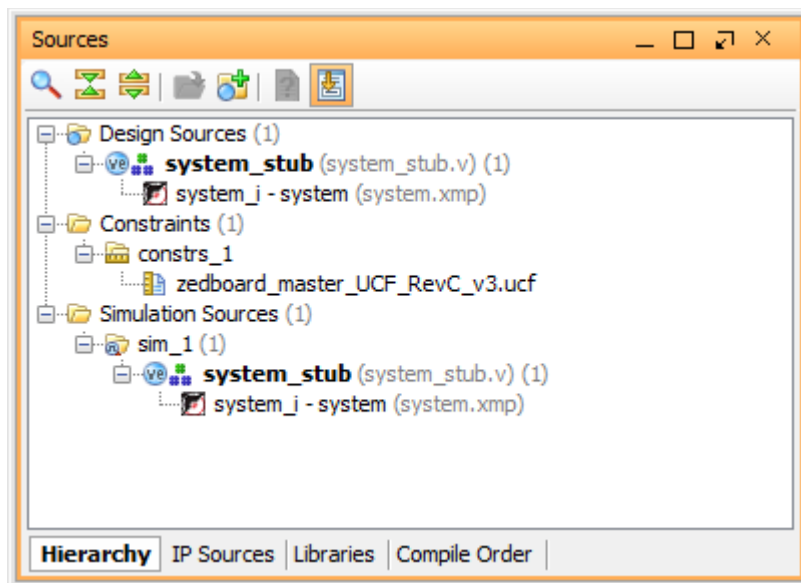 Sources
Design Sources (1)
system_stub (system_stub.v) (1)
system_i - system (system.xmp)
Constraints (1)
constrs_1
zedboard_master_UCF_RevC_v3.ucf
Simulation Sources (1)
sim_1 (1)
system_stub (system_stub.v) (1)
system_i - system (system.xmp)
Hierarchy IP Sources Libraries Compile Order